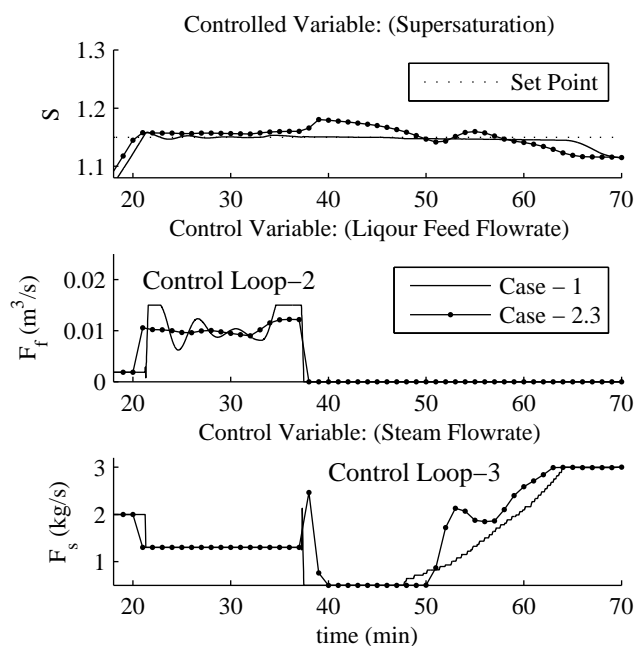 Controlled Variable: (Supersaturation)
1.3
1.2
1.1
S
Set Point
20 30 40 50 60 70
Control Variable: (Liqour Feed Flowrate)
0.02
0.01
0
F_f (m^3/s)
Control Loop−2
Case − 1
Case − 2.3
20 30 40 50 60 70
Control Variable: (Steam Flowrate)
3
2
1
F_s (kg/s)
Control Loop−3
20 30 40 50 60 70
time (min)